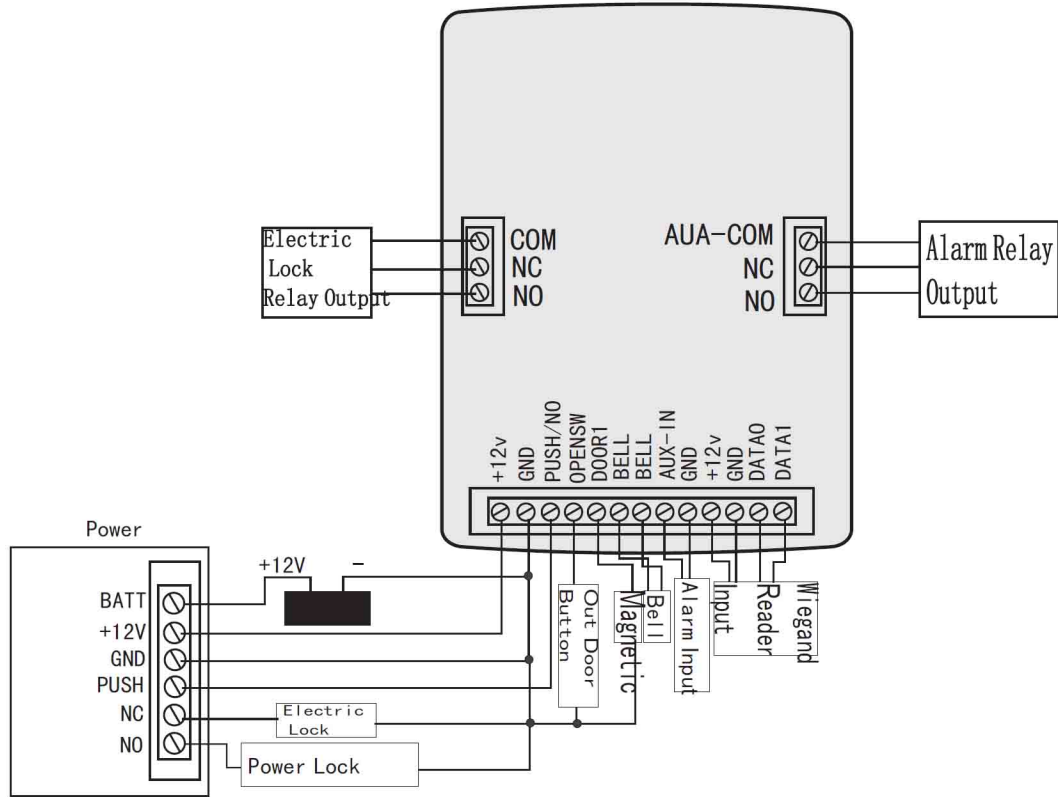 Electric
Lock
Relay Output
COM
NC
NO
AUA-COM
NC
NO
Alarm Relay
Output
+12v
GND
PUSH/NO
OPENSW
DOOR1
BELL
BELL
AUX-IN
GND
+12v
GND
DATA0
DATA1
Power
BATT
+12V
GND
PUSH
NC
NO
+12V
-
Out Door
Button
Magnetic
Bell
Alarm Input
Wiegand
Reader
Input
Electric
Lock
Power Lock